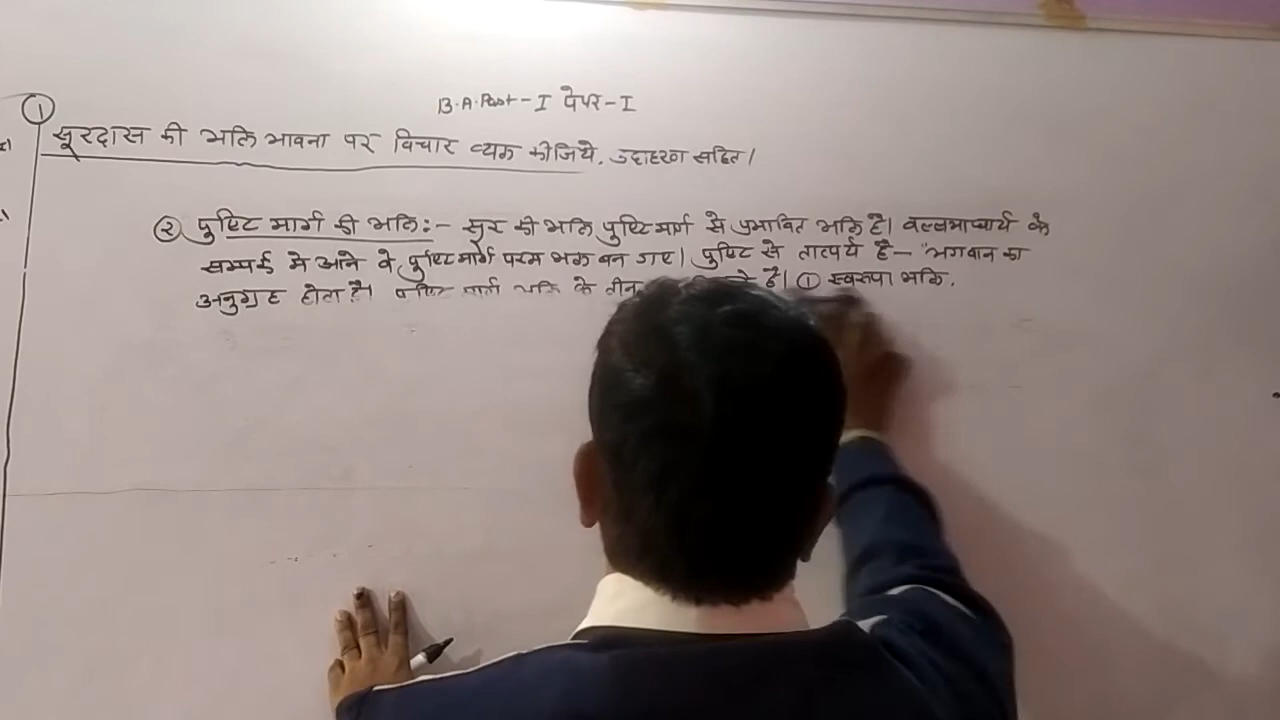 B.A. Part-I पेपर-I
① सूरदास की भक्ति भावना पर विचार व्यक्त कीजिये, उदाहरण सहित।
② पुष्टि मार्ग की भक्ति:- सूर की भक्ति पुष्टि मार्ग से प्रभावित भक्ति है। वल्लभाचार्य के
सम्पर्क में आने वे पुष्टिमार्ग परम भक्त बन गए। पुष्टि से तात्पर्य है- "भगवान का
अनुग्रह होता है। भक्ति के तीन है। ① स्वरूपा भक्ति.